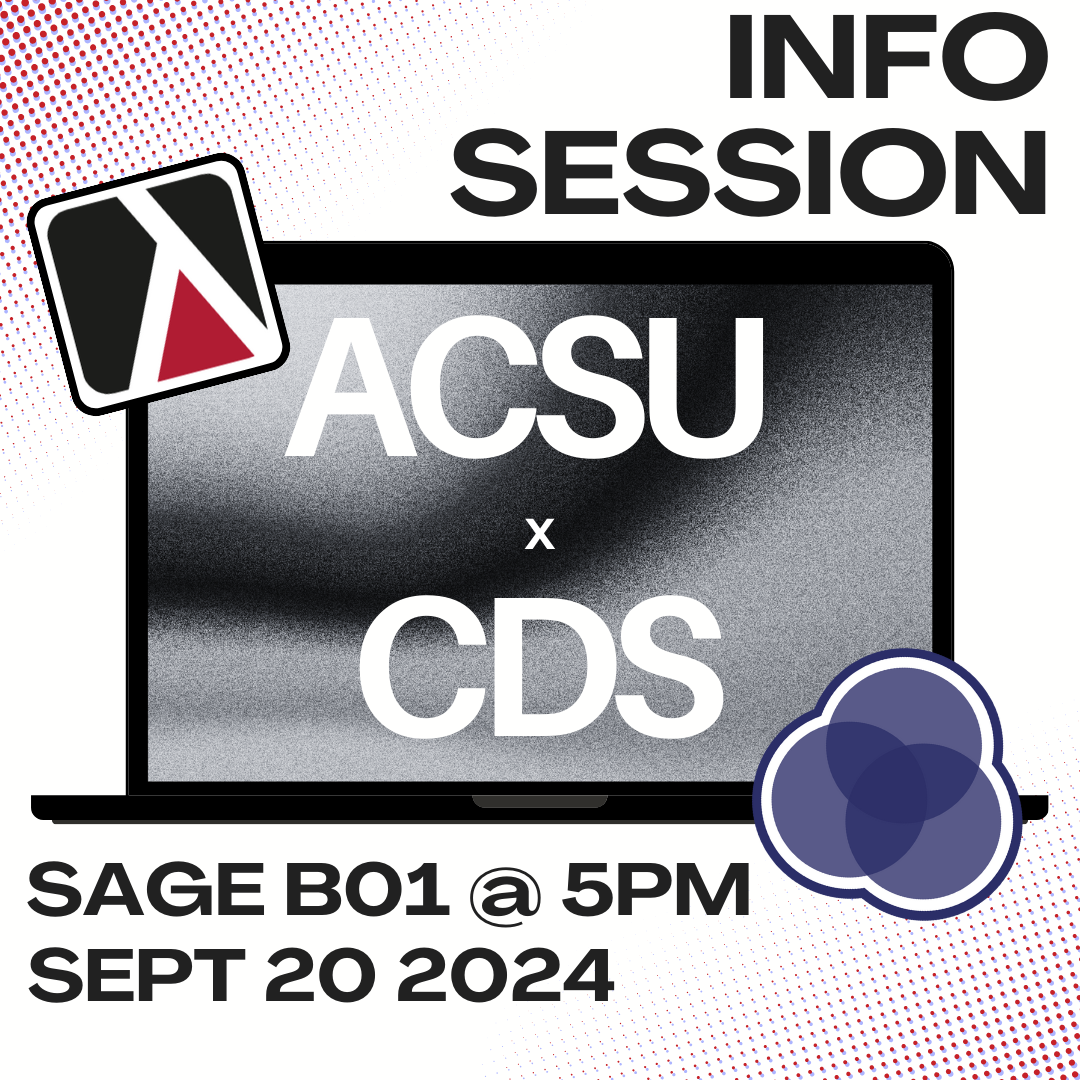 INFO
SESSION
ACSU
x
CDS
SAGE B01 @ 5PM
SEPT 20 2024